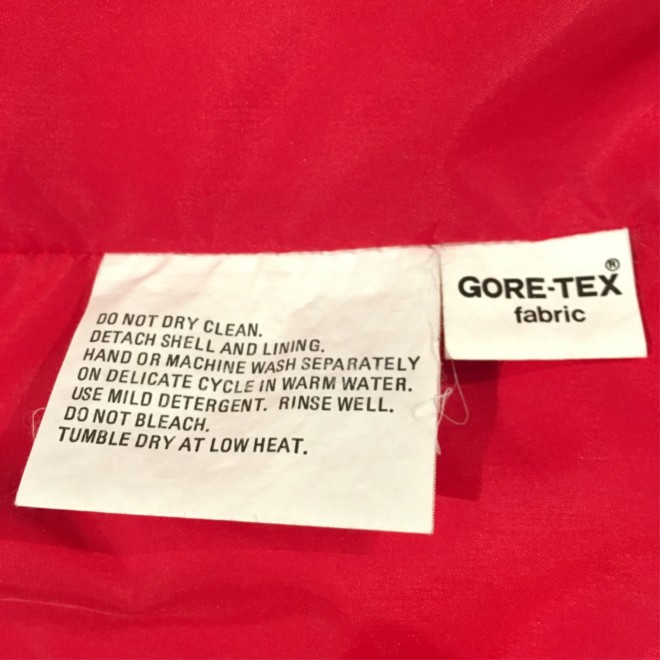 DO NOT DRY CLEAN.
DETACH SHELL AND LINING.
HAND OR MACHINE WASH SEPARATELY
ON DELICATE CYCLE IN WARM WATER.
USE MILD DETERGENT. RINSE WELL.
DO NOT BLEACH.
TUMBLE DRY AT LOW HEAT.
GORE-TEX®
fabric